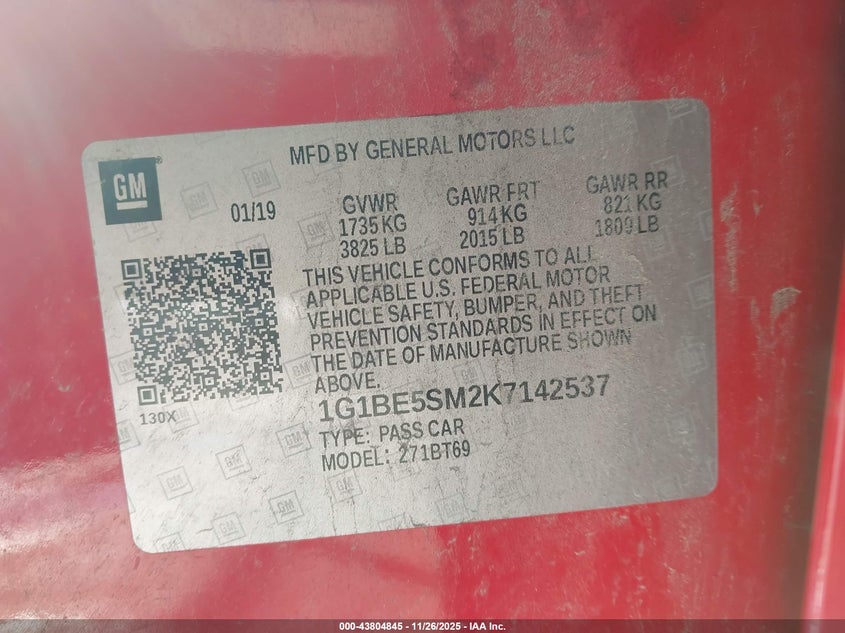 MFD BY GENERAL MOTORS LLC
GM
01/19
GVWR GAWR FRT GAWR RR
1735 KG 914 KG 821 KG
3825 LB 2015 LB 1809 LB
THIS VEHICLE CONFORMS TO ALL
APPLICABLE U.S. FEDERAL MOTOR
VEHICLE SAFETY, BUMPER, AND THEFT
PREVENTION STANDARDS IN EFFECT ON
THE DATE OF MANUFACTURE SHOWN
ABOVE.
130X
1G1BE5SM2K7142537
TYPE: PASS CAR
MODEL: 271BT69
000-43804845 - 11/26/2025 - IAA Inc.